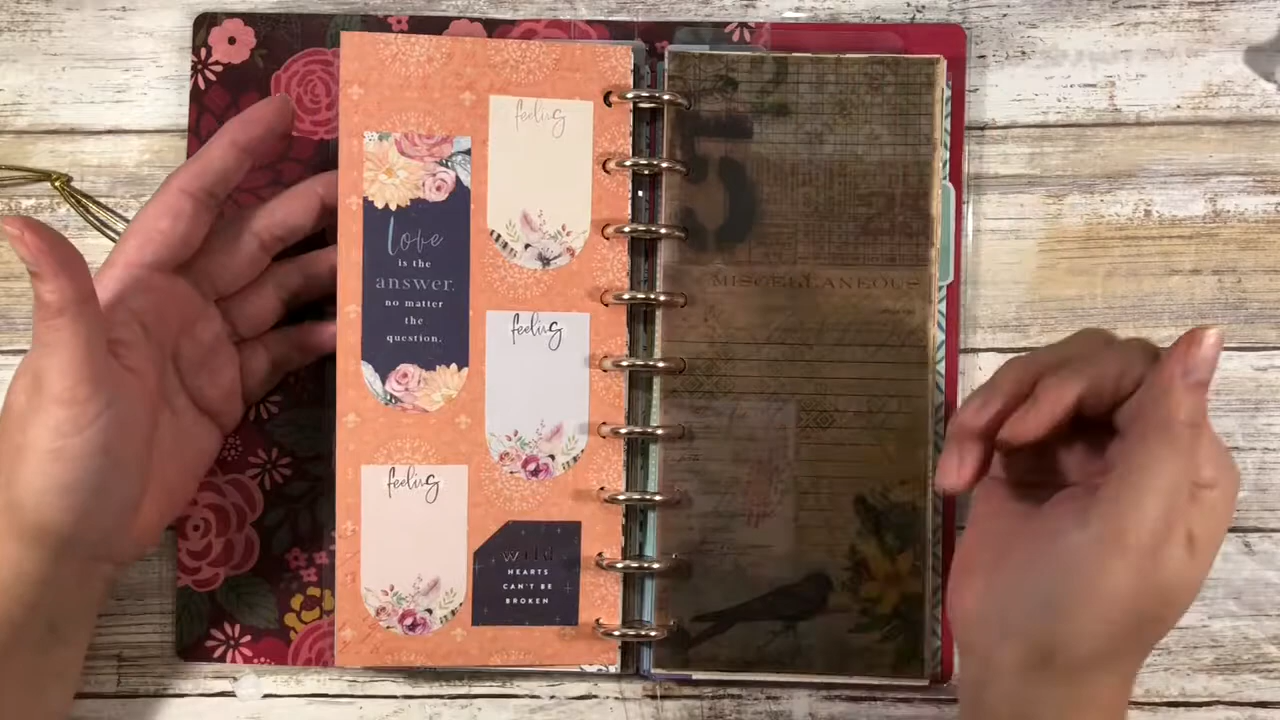 feeling
love
is the
answer.
no matter
the
question.
feeling
feeling
wild
HEARTS
CAN'T BE
BROKEN
5
MISCELLANEOUS